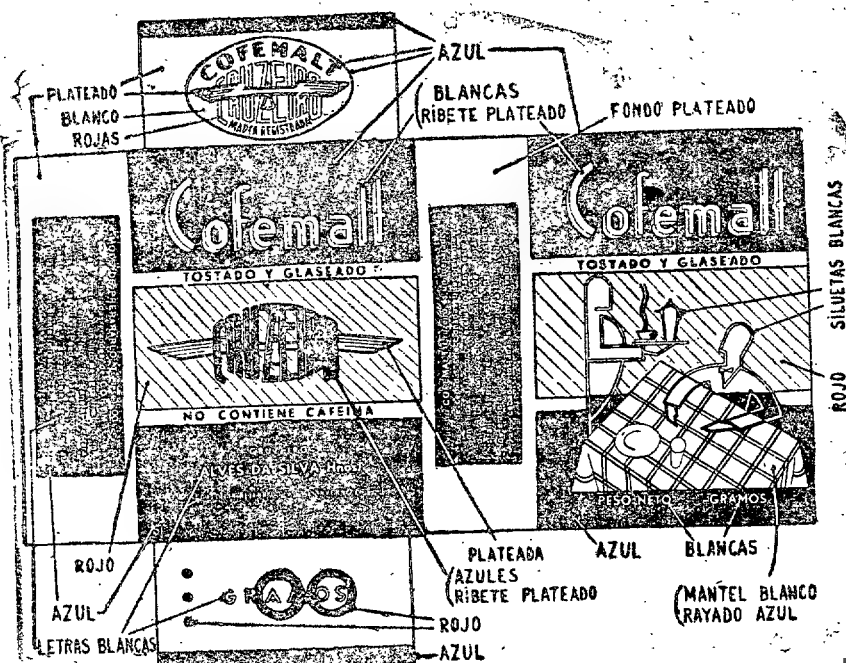 COFEMALT
CRUZEIRO
CRUZEIRO
MARCA REGISTRADA
AZUL
PLATEADO
BLANCO
ROJAS
(BLANCAS
RIBETE PLATEADO
FONDO PLATEADO
Cofemalt
Cofemalt
TOSTADO Y GLASEADO
TOSTADO Y GLASEADO
SILUETAS BLANCAS
ROJO
NO CONTIENE CAFEINA
ALVES DA SILVA Hnos
PESO NETO GRAMOS
ROJO
AZUL
LETRAS BLANCAS
GRAMOS
PLATEADA
(AZULES
RIBETE PLATEADO
ROJO
AZUL
AZUL
BLANCAS
(MANTEL BLANCO
RAYADO AZUL